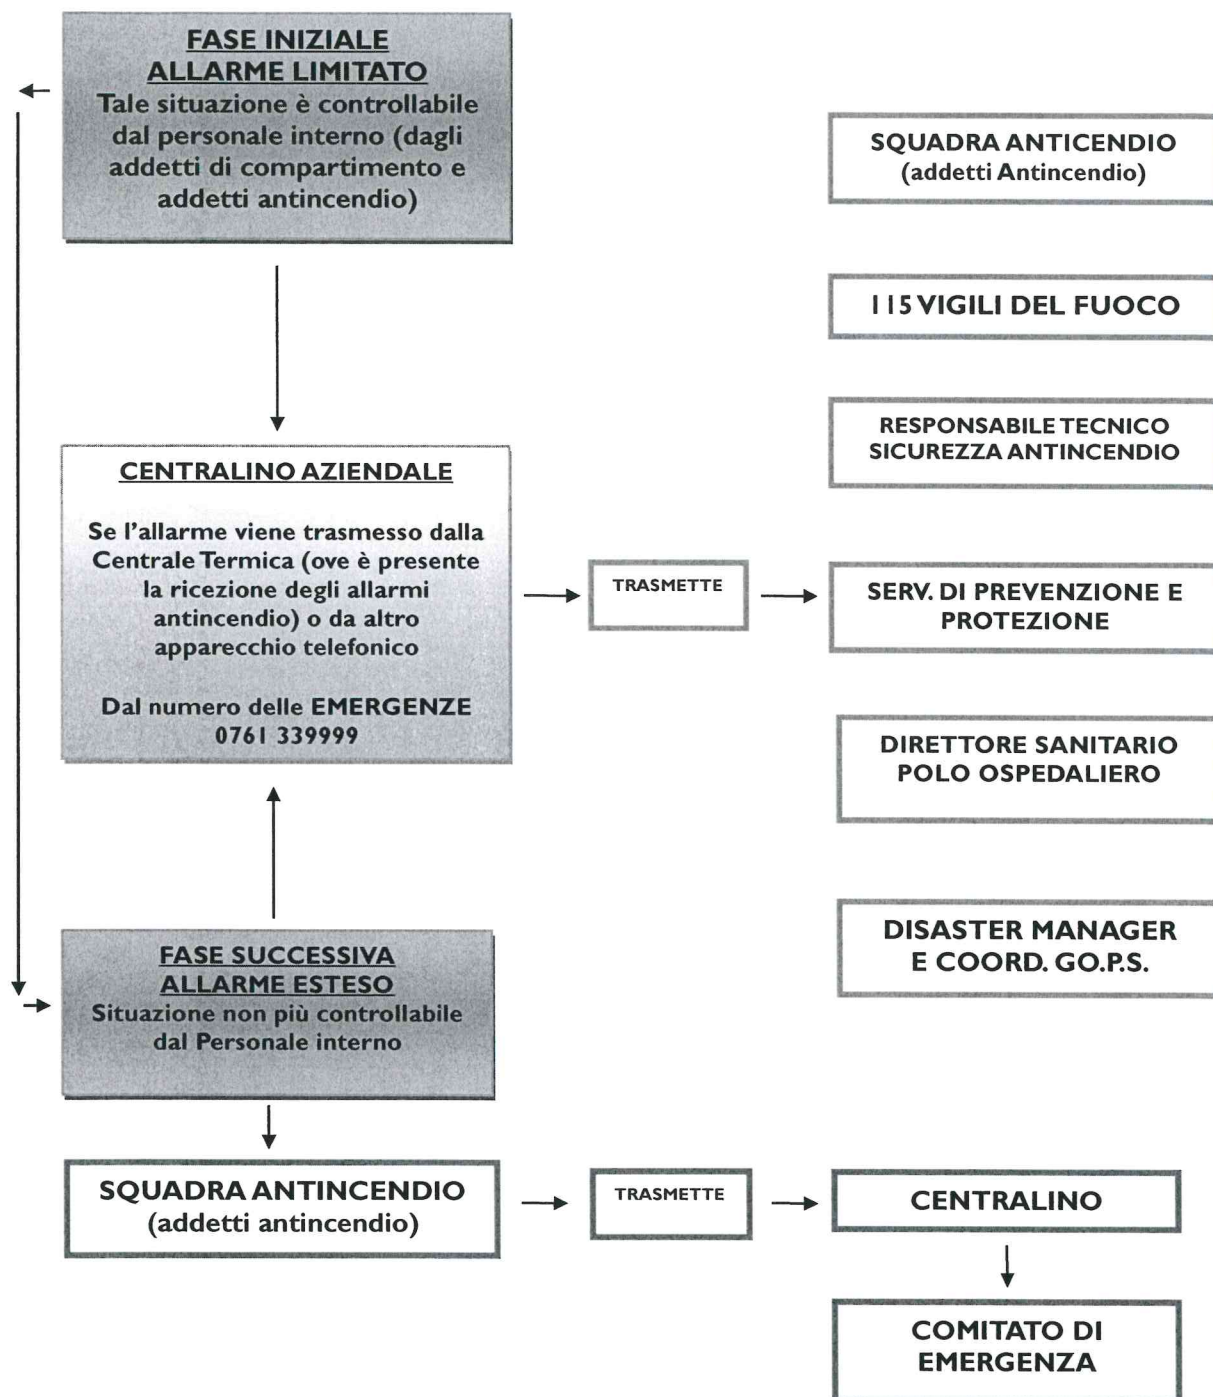 FASE INIZIALE
ALLARME LIMITATO
Tale situazione è controllabile
dal personale interno (dagli
addetti di compartimento e
addetti antincendio)
SQUADRA ANTICENDIO
(addetti Antincendio)
115 VIGILI DEL FUOCO
RESPONSABILE TECNICO
SICUREZZA ANTINCENDIO
CENTRALINO AZIENDALE
Se l'allarme viene trasmesso dalla
Centrale Termica (ove è presente
la ricezione degli allarmi
antincendio) o da altro
apparecchio telefonico
Dal numero delle EMERGENZE
0761 339999
TRASMETTE
SERV. DI PREVENZIONE E
PROTEZIONE
DIRETTORE SANITARIO
POLO OSPEDALIERO
DISASTER MANAGER
E COORD. GO.P.S.
FASE SUCCESSIVA
ALLARME ESTESO
Situazione non più controllabile
dal Personale interno
SQUADRA ANTINCENDIO
(addetti antincendio)
TRASMETTE
CENTRALINO
COMITATO DI
EMERGENZA